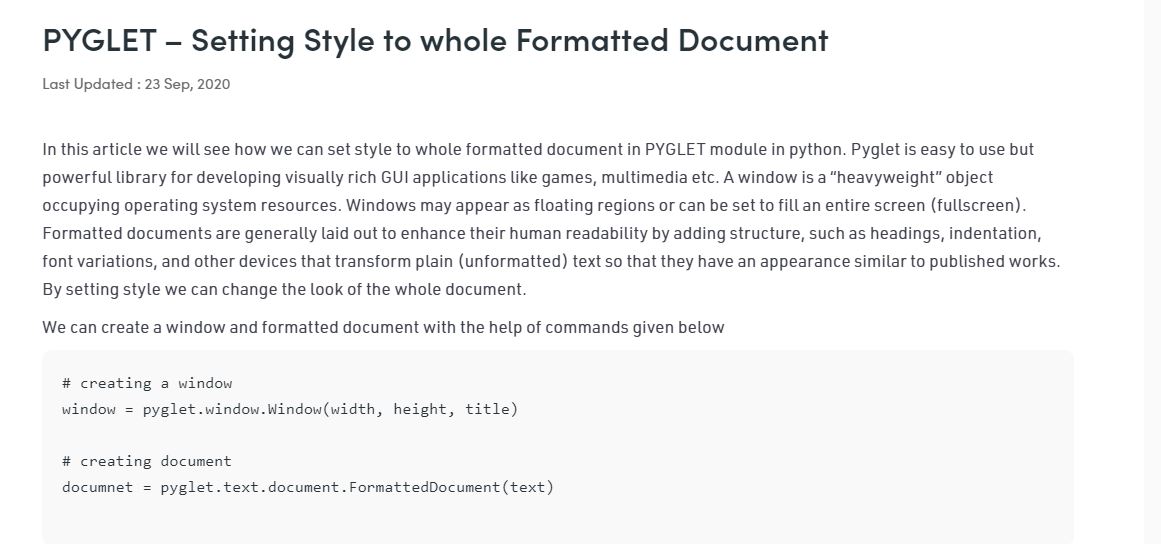 PYGLET – Setting Style to whole Formatted Document
Last Updated : 23 Sep, 2020
In this article we will see how we can set style to whole formatted document in PYGLET module in python. Pyglet is easy to use but
powerful library for developing visually rich GUI applications like games, multimedia etc. A window is a “heavyweight” object
occupying operating system resources. Windows may appear as floating regions or can be set to fill an entire screen (fullscreen).
Formatted documents are generally laid out to enhance their human readability by adding structure, such as headings, indentation,
font variations, and other devices that transform plain (unformatted) text so that they have an appearance similar to published works.
By setting style we can change the look of the whole document.
We can create a window and formatted document with the help of commands given below
# creating a window
window = pyglet.window.Window(width, height, title)
# creating document
documnet = pyglet.text.document.FormattedDocument(text)